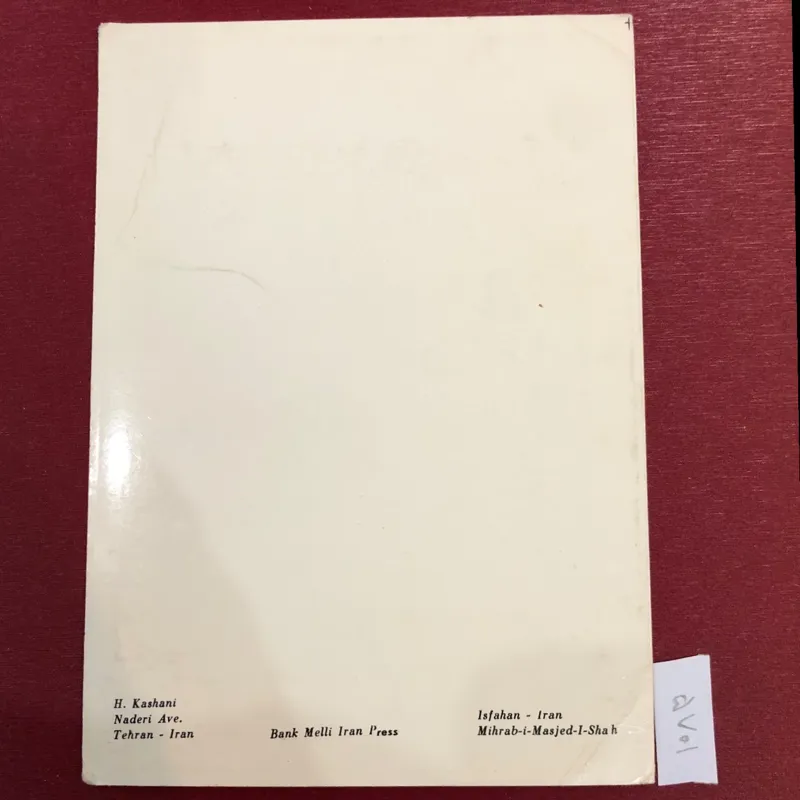 H. Kashani
Naderi Ave.
Tehran - Iran
Bank Melli Iran Press
Isfahan - Iran
Mihrab-i-Masjed-I-Shah